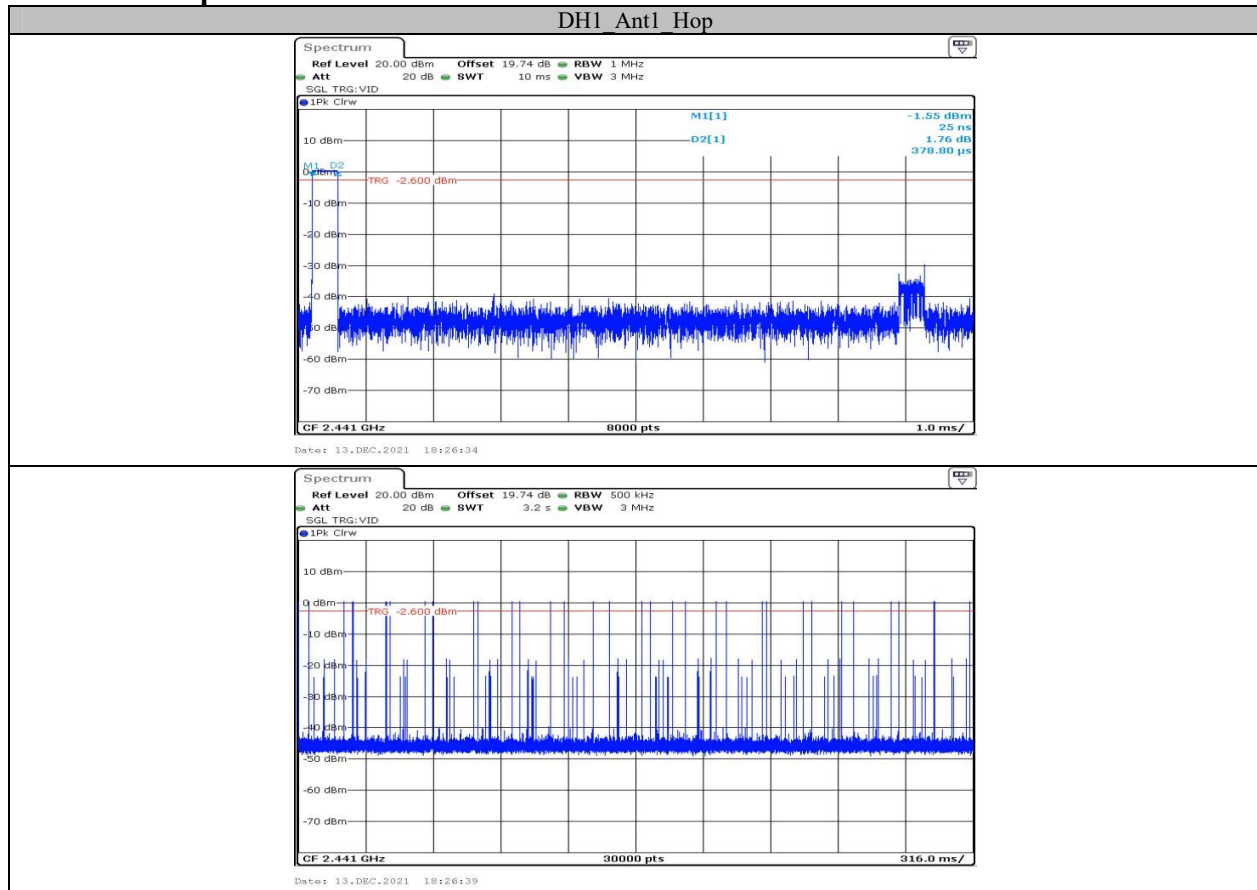 DH1_Ant1_Hop
Spectrum
Ref Level 20.00 dBm Offset 19.74 dB RBW 1 MHz
Att 20 dB SWT 10 ms VBW 3 MHz
SGL TRG:VID
1Pk Clrw
M1[1] -1.55 dBm
25 ns
10 dBm D2[1] 1.76 dB
378.80 µs
M1 D2
0 dBm
TRG -2.600 dBm
-10 dBm
-20 dBm
-30 dBm
-40 dBm
-50 dBm
-60 dBm
-70 dBm
CF 2.441 GHz 8000 pts 1.0 ms/
Date: 13.DEC.2021 18:26:34
Spectrum
Ref Level 20.00 dBm Offset 19.74 dB RBW 500 kHz
Att 20 dB SWT 3.2 s VBW 3 MHz
SGL TRG:VID
1Pk Clrw
10 dBm
0 dBm
TRG -2.600 dBm
-10 dBm
-20 dBm
-30 dBm
-40 dBm
-50 dBm
-60 dBm
-70 dBm
CF 2.441 GHz 30000 pts 316.0 ms/
Date: 13.DEC.2021 18:26:39